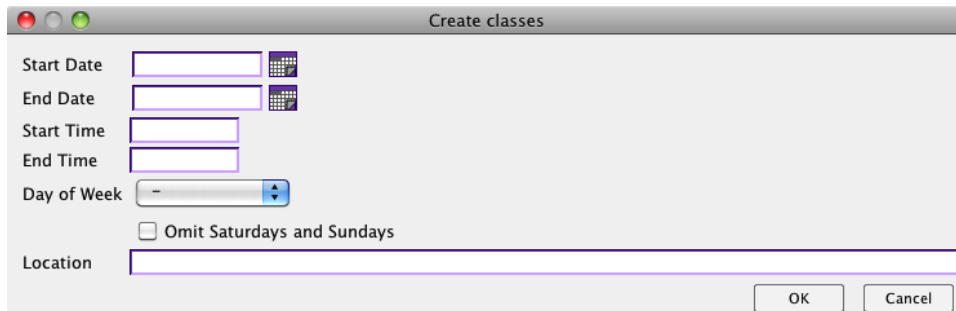 Create classes
Start Date
End Date
Start Time
End Time
Day of Week –
Omit Saturdays and Sundays
Location
OK Cancel